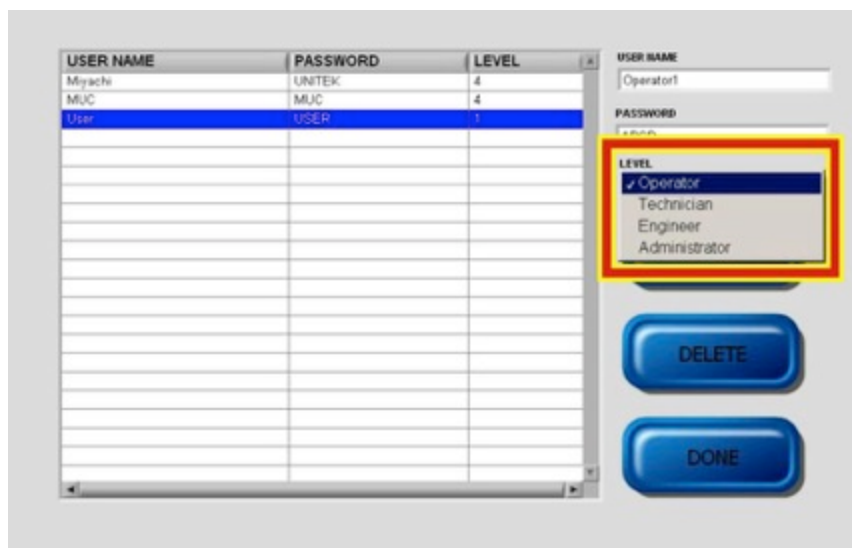 USER NAME PASSWORD LEVEL
Miyachi UNITEK 4
MUC MUC 4
User USER 1
USER NAME
Operator1
PASSWORD
LEVEL
✓ Operator
Technician
Engineer
Administrator
DELETE
DONE